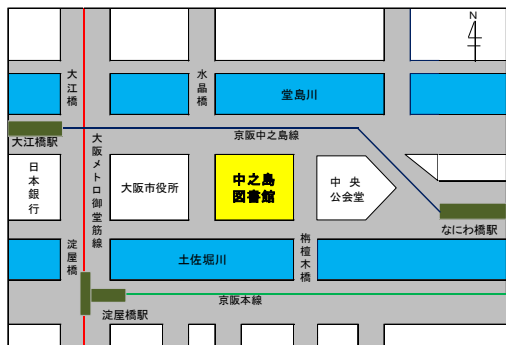 N
大江橋
水晶橋
堂島川
京阪中之島線
大江橋駅
大阪メトロ御堂筋線
日本銀行
大阪市役所
中之島
図書館
中央
公会堂
なにわ橋駅
淀屋橋
土佐堀川
栴檀木橋
京阪本線
淀屋橋駅